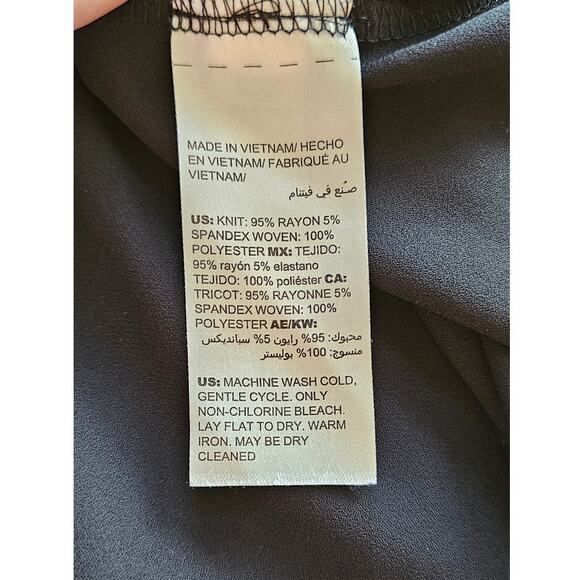 MADE IN VIETNAM/ HECHO
EN VIETNAM/ FABRIQUÉ AU
VIETNAM/
صُنع في فيتنام
US: KNIT: 95% RAYON 5%
SPANDEX WOVEN: 100%
POLYESTER MX: TEJIDO:
95% rayón 5% elastano
TEJIDO: 100% poliéster CA:
TRICOT: 95% RAYONNE 5%
SPANDEX WOVEN: 100%
POLYESTER AE/KW:
محبوك: 95% رايون 5% سبانديكس
منسوج: 100% بوليستر
US: MACHINE WASH COLD,
GENTLE CYCLE. ONLY
NON-CHLORINE BLEACH.
LAY FLAT TO DRY. WARM
IRON. MAY BE DRY
CLEANED